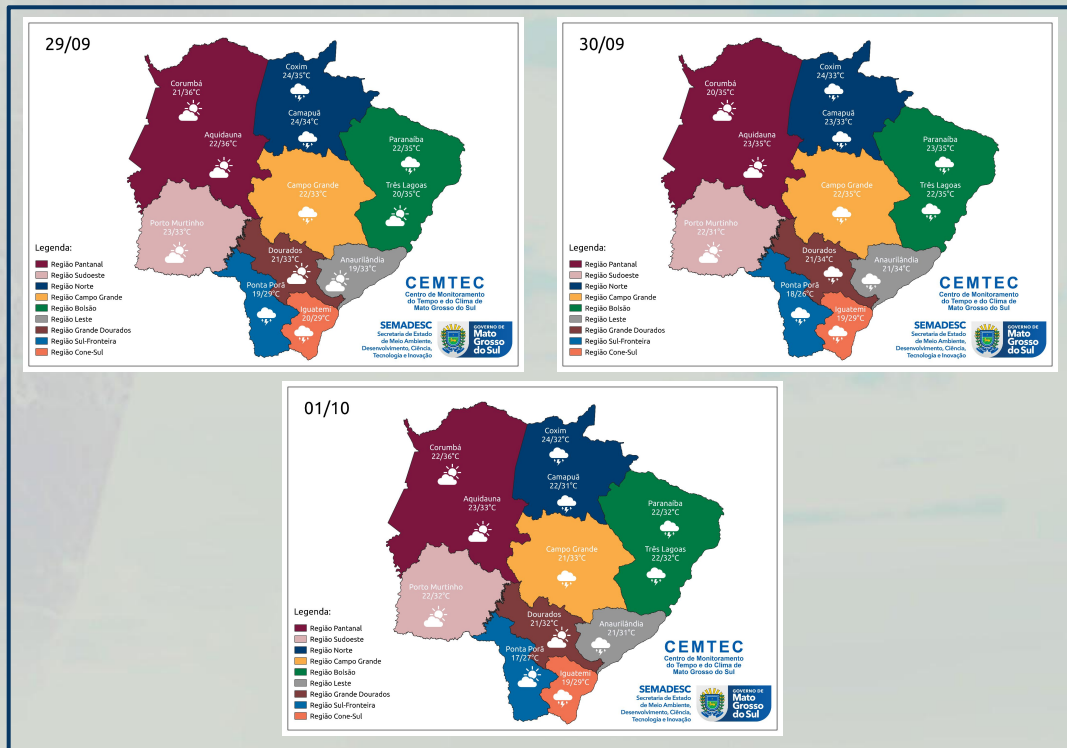 29/09
Corumbá
21/36°C
Coxim
24/35°C
Camapuã
24/34°C
Aquidauna
22/36°C
Paranaíba
22/35°C
Campo Grande
22/33°C
Três Lagoas
20/35°C
Porto Murtinho
23/33°C
Dourados
21/33°C
Anaurilândia
19/33°C
Ponta Porã
19/29°C
Iguatemi
20/29°C
Legenda:
Região Pantanal
Região Sudoeste
Região Norte
Região Campo Grande
Região Bolsão
Região Leste
Região Grande Dourados
Região Sul-Fronteira
Região Cone-Sul
CEMTEC
Centro de Monitoramento
do Tempo e do Clima de
Mato Grosso do Sul
SEMADESC
Secretaria de Estado
de Meio Ambiente,
Desenvolvimento, Ciência,
Tecnologia e Inovação
GOVERNO DE
Mato
Grosso
do Sul
30/09
Corumbá
20/35°C
Coxim
24/33°C
Camapuã
23/33°C
Aquidauna
23/35°C
Paranaíba
23/35°C
Campo Grande
22/35°C
Três Lagoas
22/35°C
Porto Murtinho
22/31°C
Dourados
21/34°C
Anaurilândia
21/34°C
Ponta Porã
18/26°C
Iguatemi
19/29°C
Legenda:
Região Pantanal
Região Sudoeste
Região Norte
Região Campo Grande
Região Bolsão
Região Leste
Região Grande Dourados
Região Sul-Fronteira
Região Cone-Sul
CEMTEC
Centro de Monitoramento
do Tempo e do Clima de
Mato Grosso do Sul
SEMADESC
Secretaria de Estado
de Meio Ambiente,
Desenvolvimento, Ciência,
Tecnologia e Inovação
GOVERNO DE
Mato
Grosso
do Sul
01/10
Corumbá
22/36°C
Coxim
24/32°C
Camapuã
22/31°C
Aquidauna
23/33°C
Paranaíba
22/32°C
Campo Grande
21/33°C
Três Lagoas
22/32°C
Porto Murtinho
22/32°C
Dourados
21/32°C
Anaurilândia
21/31°C
Ponta Porã
17/27°C
Iguatemi
19/29°C
Legenda:
Região Pantanal
Região Sudoeste
Região Norte
Região Campo Grande
Região Bolsão
Região Leste
Região Grande Dourados
Região Sul-Fronteira
Região Cone-Sul
CEMTEC
Centro de Monitoramento
do Tempo e do Clima de
Mato Grosso do Sul
SEMADESC
Secretaria de Estado
de Meio Ambiente,
Desenvolvimento, Ciência,
Tecnologia e Inovação
GOVERNO DE
Mato
Grosso
do Sul